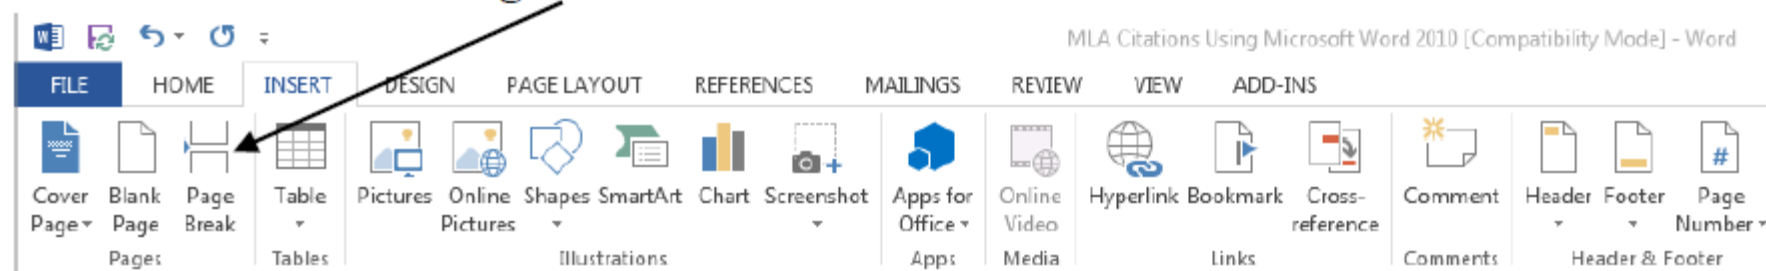 MLA Citations Using Microsoft Word 2010 [Compatibility Mode] - Word
FILE HOME INSERT DESIGN PAGE LAYOUT REFERENCES MAILINGS REVIEW VIEW ADD-INS
Cover Blank Page Table Pictures Online Shapes SmartArt Chart Screenshot Apps for Online Hyperlink Bookmark Cross- Comment Header Footer Page
Page Page Break Pictures Office Video reference Number
Pages Tables Illustrations Apps Media Links Comments Header & Footer